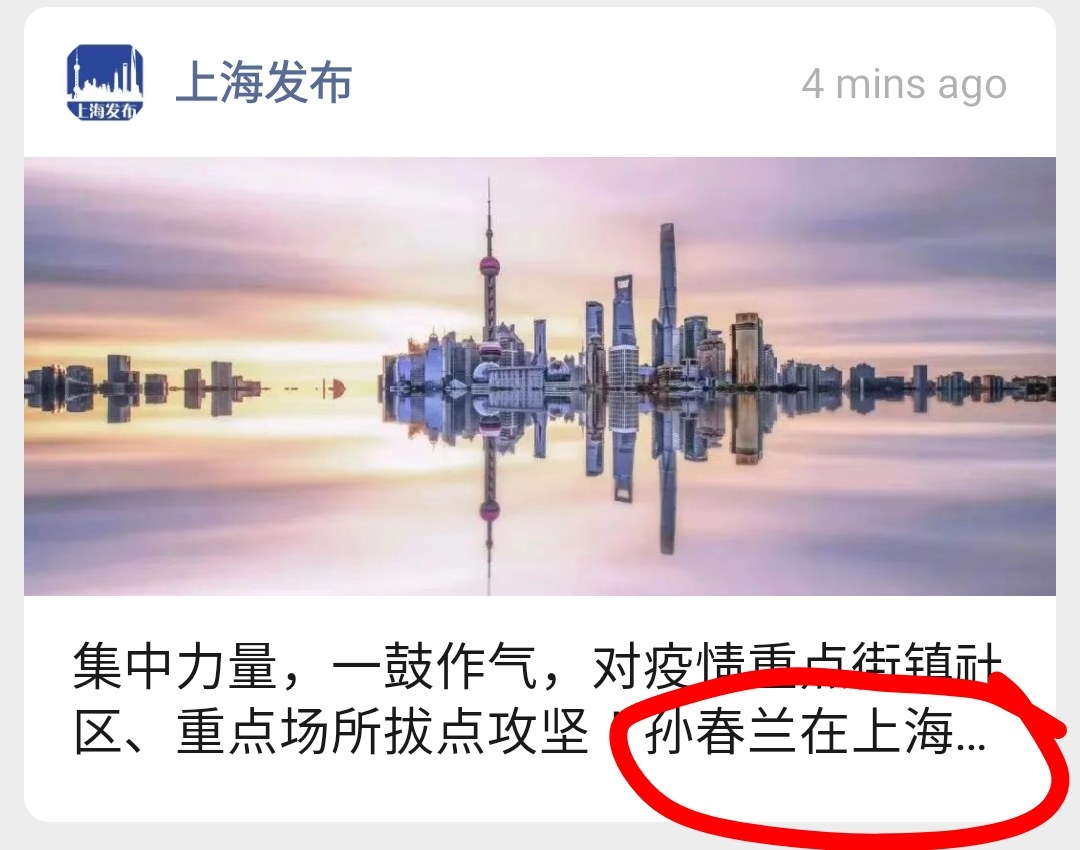 上海发布
上海发布
4 mins ago
集中力量，一鼓作气，对疫情重点街镇社
区、重点场所拔点攻坚！孙春兰在上海...